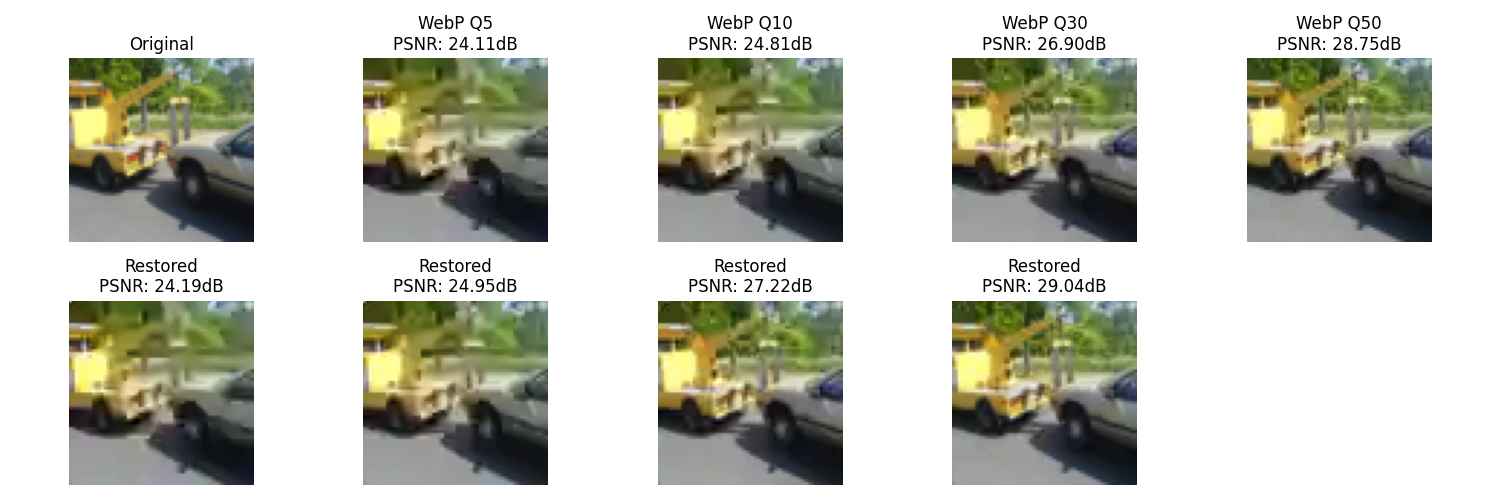 Original
WebP Q5
PSNR: 24.11dB
WebP Q10
PSNR: 24.81dB
WebP Q30
PSNR: 26.90dB
WebP Q50
PSNR: 28.75dB
Restored
PSNR: 24.19dB
Restored
PSNR: 24.95dB
Restored
PSNR: 27.22dB
Restored
PSNR: 29.04dB